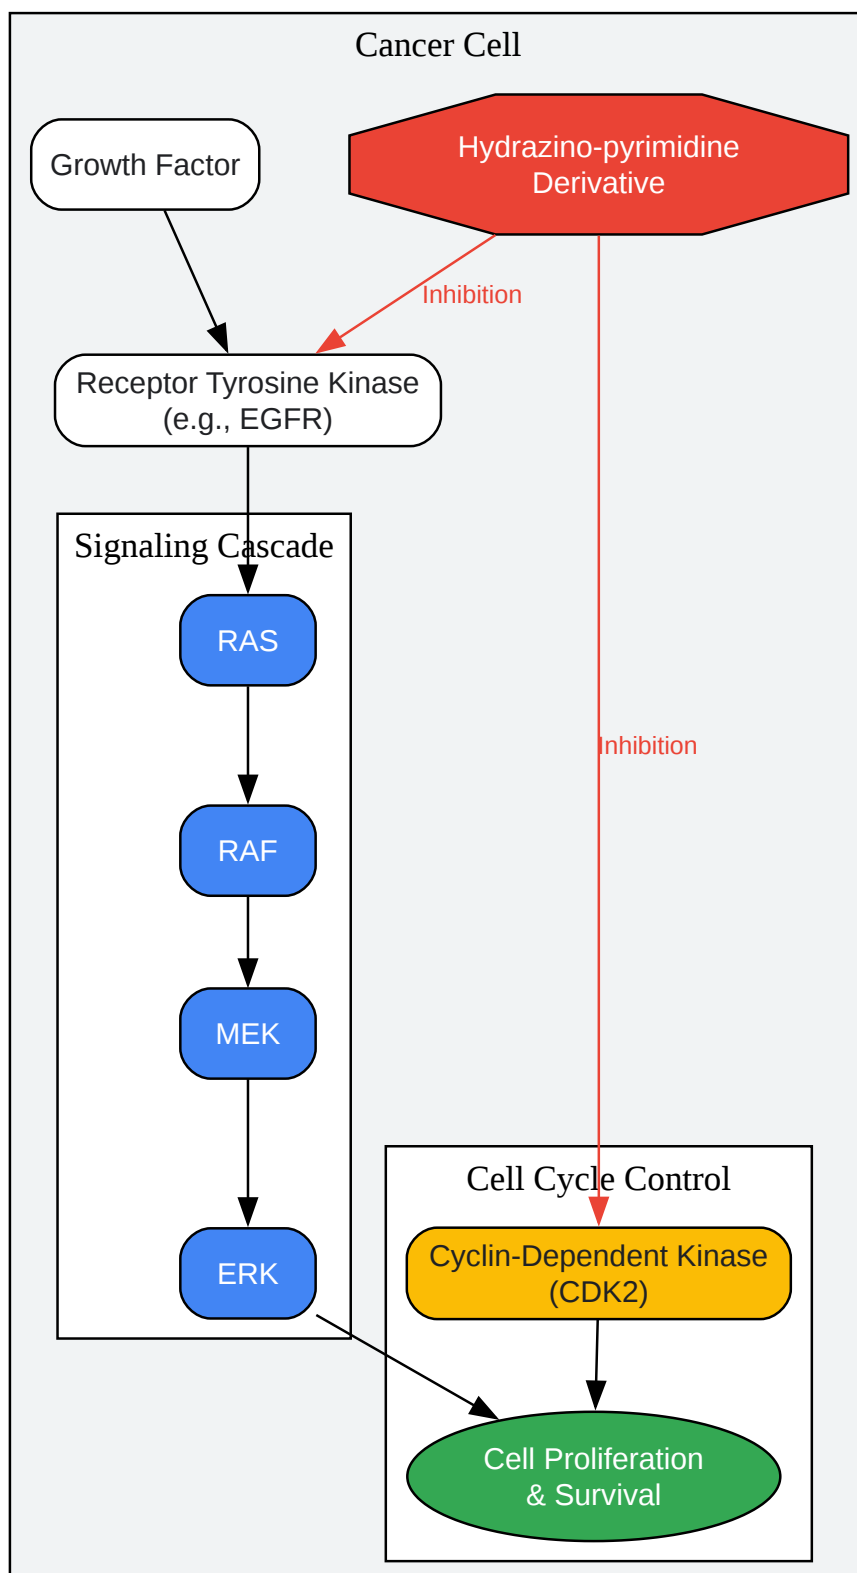 Cancer Cell
Growth Factor
Hydrazino-pyrimidine
Derivative
Inhibition
Receptor Tyrosine Kinase
(e.g., EGFR)
Signaling Cascade
RAS
Inhibition
RAF
MEK
Cell Cycle Control
ERK
Cyclin-Dependent Kinase
(CDK2)
Cell Proliferation
& Survival